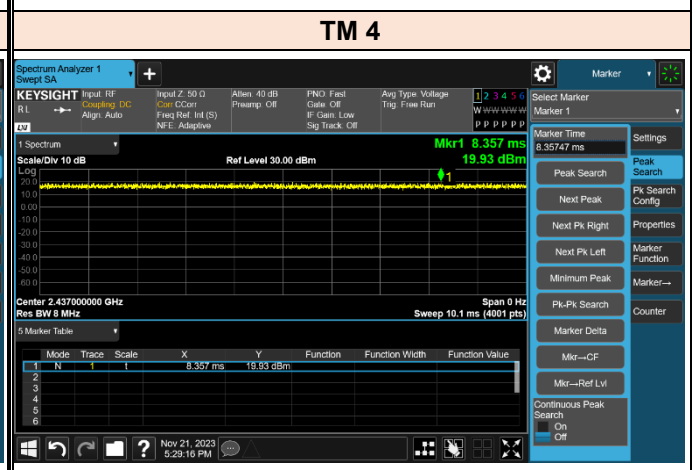 TM 4
Spectrum Analyzer 1
Swept SA
Marker
KEYSIGHT Input: RF Input Z: 50 Ω Atten: 40 dB PNO: Fast Avg Type: Voltage 1 2 3 4 5 6
R L Coupling: DC Corr CCorr Preamp: Off Gate: Off Trig: Free Run W W W W W W
Align: Auto Freq Ref: Int (S) IF Gain: Low P P P P P P
NFE: Adaptive Sig Track: Off
LXI
Select Marker
Marker 1
1 Spectrum
Mkr1 8.357 ms
Scale/Div 10 dB Ref Level 30.00 dBm 19.93 dBm
Log
1
20.0
10.0
0.00
-10.0
-20.0
-30.0
-40.0
-50.0
-60.0
Center 2.437000000 GHz Span 0 Hz
Res BW 8 MHz Sweep 10.1 ms (4001 pts)
5 Marker Table
Mode Trace Scale X Y Function Function Width Function Value
1 N 1 t 8.357 ms 19.93 dBm
2
3
4
5
6
Marker Time
8.35747 ms
Peak Search
Next Peak
Next Pk Right
Next Pk Left
Minimum Peak
Pk-Pk Search
Marker Delta
Mkr→CF
Mkr→Ref Lvl
Continuous Peak
Search
On
Off
Settings
Peak
Search
Pk Search
Config
Properties
Marker
Function
Marker→
Counter
? Nov 21, 2023
5:29:16 PM